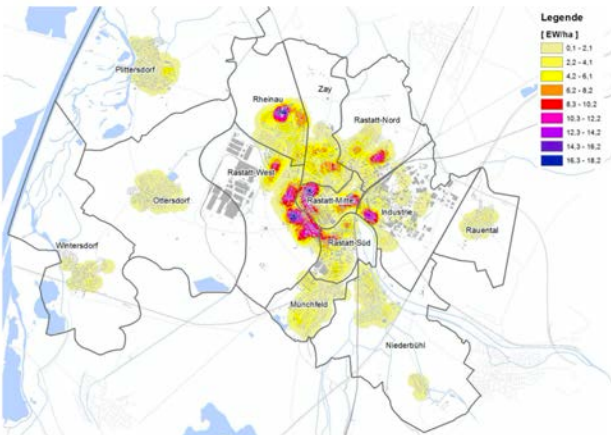 Legende
[ EW/ha ]
0,1 - 2,1
2,2 - 4,1
4,2 - 6,1
6,2 - 8,2
8,3 - 10,2
10,3 - 12,2
12,3 - 14,2
14,3 - 16,2
16,3 - 18,2
Plittersdorf
Zay
Rheinau
Rastatt-Nord
Rastatt-West
Ottersdorf
Rastatt-Mitte
Industrie
Rauental
Wintersdorf
Rastatt-Süd
Münchfeld
Niederbühl